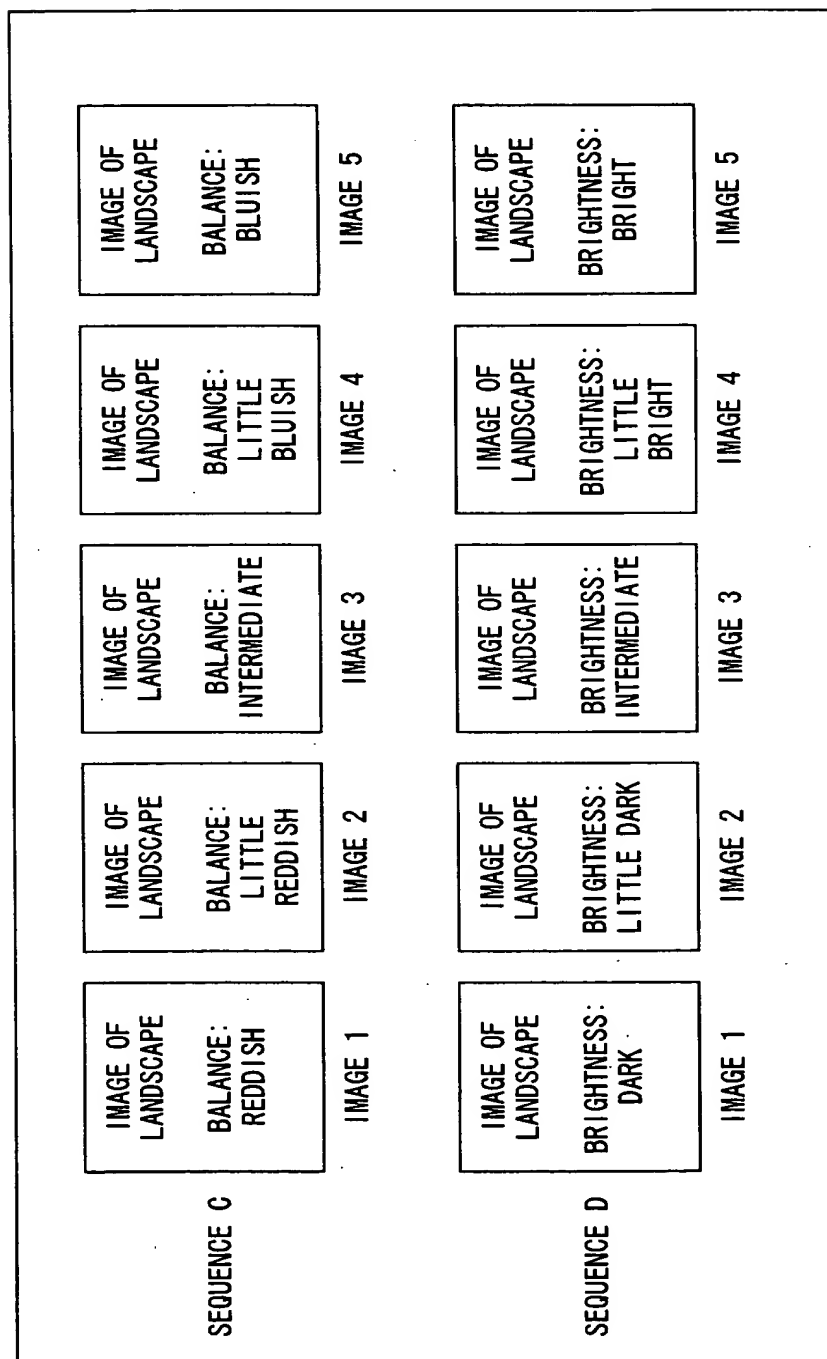 SEQUENCE C
IMAGE OF
LANDSCAPE
BALANCE:
REDDISH
IMAGE 1
IMAGE OF
LANDSCAPE
BALANCE:
LITTLE
REDDISH
IMAGE 2
IMAGE OF
LANDSCAPE
BALANCE:
INTERMEDIATE
IMAGE 3
IMAGE OF
LANDSCAPE
BALANCE:
LITTLE
BLUISH
IMAGE 4
IMAGE OF
LANDSCAPE
BALANCE:
BLUISH
IMAGE 5
SEQUENCE D
IMAGE OF
LANDSCAPE
BRIGHTNESS:
DARK
IMAGE 1
IMAGE OF
LANDSCAPE
BRIGHTNESS:
LITTLE DARK
IMAGE 2
IMAGE OF
LANDSCAPE
BRIGHTNESS:
INTERMEDIATE
IMAGE 3
IMAGE OF
LANDSCAPE
BRIGHTNESS:
LITTLE
BRIGHT
IMAGE 4
IMAGE OF
LANDSCAPE
BRIGHTNESS:
BRIGHT
IMAGE 5